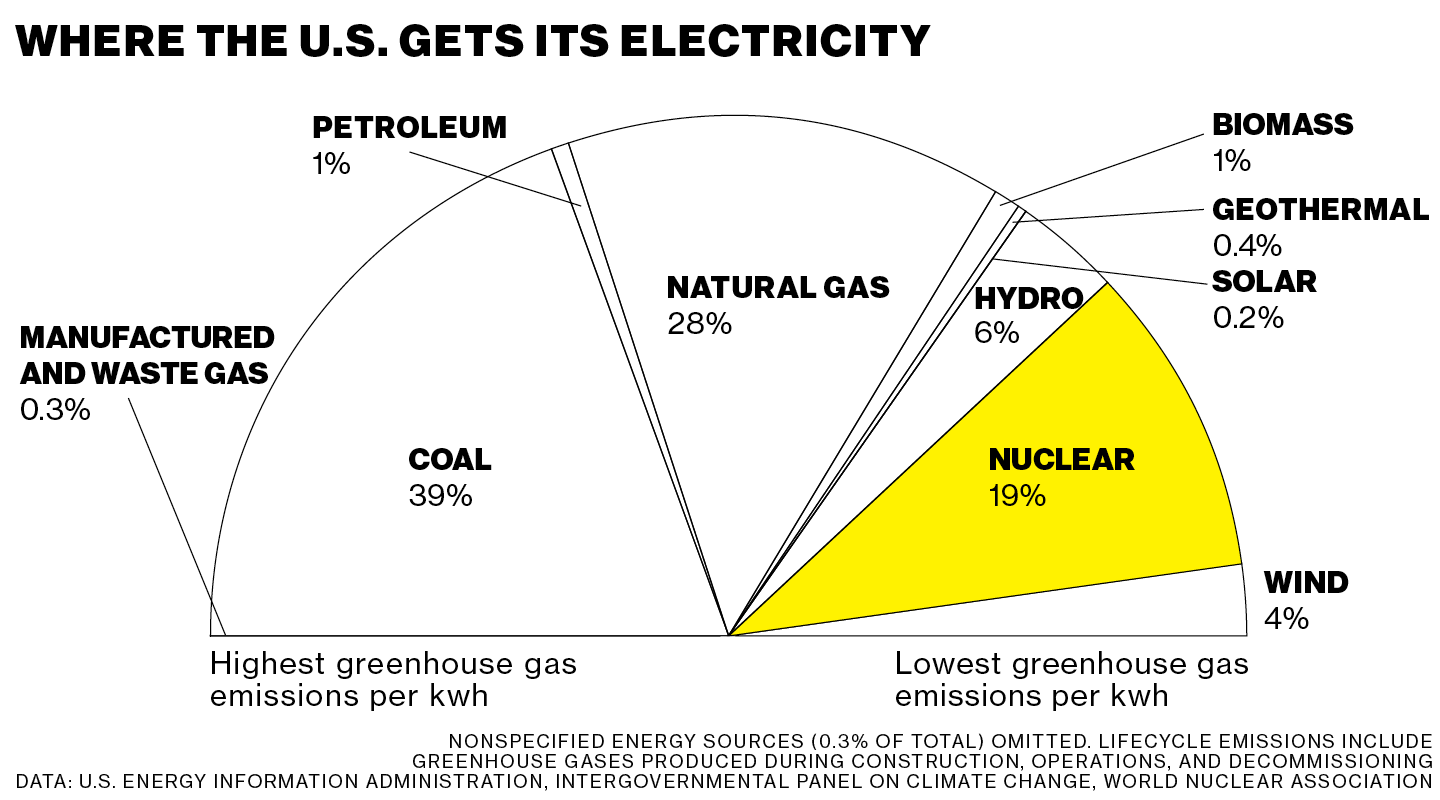 WHERE THE U.S. GETS ITS ELECTRICITY
PETROLEUM
1%
BIOMASS
1%
GEOTHERMAL
0.4%
SOLAR
0.2%
NATURAL GAS
28%
HYDRO
6%
MANUFACTURED
AND WASTE GAS
0.3%
COAL
39%
NUCLEAR
19%
WIND
4%
Highest greenhouse gas
emissions per kwh
Lowest greenhouse gas
emissions per kwh
NONSPECIFIED ENERGY SOURCES (0.3% OF TOTAL) OMITTED. LIFECYCLE EMISSIONS INCLUDE
GREENHOUSE GASES PRODUCED DURING CONSTRUCTION, OPERATIONS, AND DECOMMISSIONING
DATA: U.S. ENERGY INFORMATION ADMINISTRATION, INTERGOVERNMENTAL PANEL ON CLIMATE CHANGE, WORLD NUCLEAR ASSOCIATION